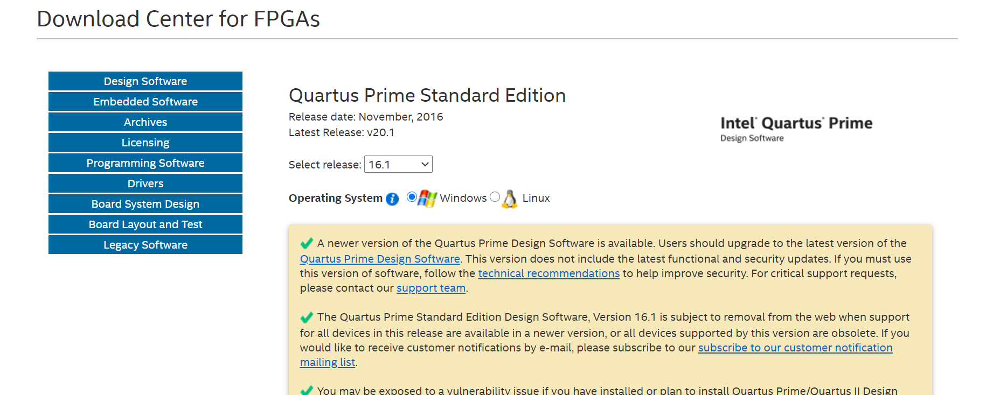 Download Center for FPGAs
Design Software
Embedded Software
Archives
Licensing
Programming Software
Drivers
Board System Design
Board Layout and Test
Legacy Software
Quartus Prime Standard Edition
Release date: November, 2016
Latest Release: v20.1
Select release: 16.1
Operating System i Windows Linux
Intel® Quartus® Prime
Design Software
A newer version of the Quartus Prime Design Software is available. Users should upgrade to the latest version of the
Quartus Prime Design Software. This version does not include the latest functional and security updates. If you must use
this version of software, follow the technical recommendations to help improve security. For critical support requests,
please contact our support team.
The Quartus Prime Standard Edition Design Software, Version 16.1 is subject to removal from the web when support
for all devices in this release are available in a newer version, or all devices supported by this version are obsolete. If you
would like to receive customer notifications by e-mail, please subscribe to our subscribe to our customer notification
mailing list.
You may be exposed to a vulnerability issue if you have installed or plan to install Quartus Prime/Quartus II Design